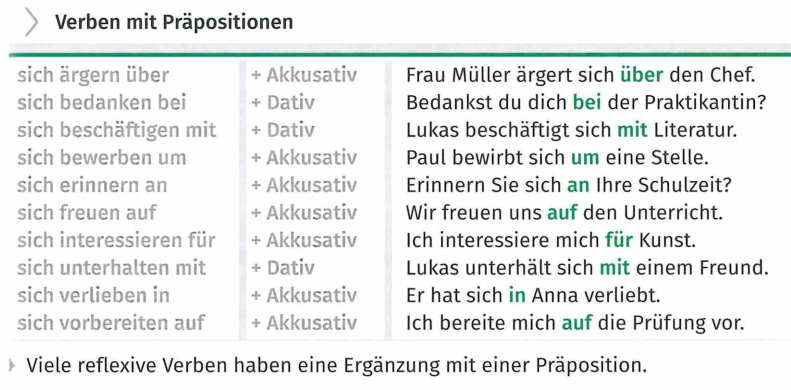 Verben mit Präpositionen
sich ärgern über + Akkusativ Frau Müller ärgert sich über den Chef.
sich bedanken bei + Dativ Bedankst du dich bei der Praktikantin?
sich beschäftigen mit + Dativ Lukas beschäftigt sich mit Literatur.
sich bewerben um + Akkusativ Paul bewirbt sich um eine Stelle.
sich erinnern an + Akkusativ Erinnern Sie sich an Ihre Schulzeit?
sich freuen auf + Akkusativ Wir freuen uns auf den Unterricht.
sich interessieren für + Akkusativ Ich interessiere mich für Kunst.
sich unterhalten mit + Dativ Lukas unterhält sich mit einem Freund.
sich verlieben in + Akkusativ Er hat sich in Anna verliebt.
sich vorbereiten auf + Akkusativ Ich bereite mich auf die Prüfung vor.
Viele reflexive Verben haben eine Ergänzung mit einer Präposition.